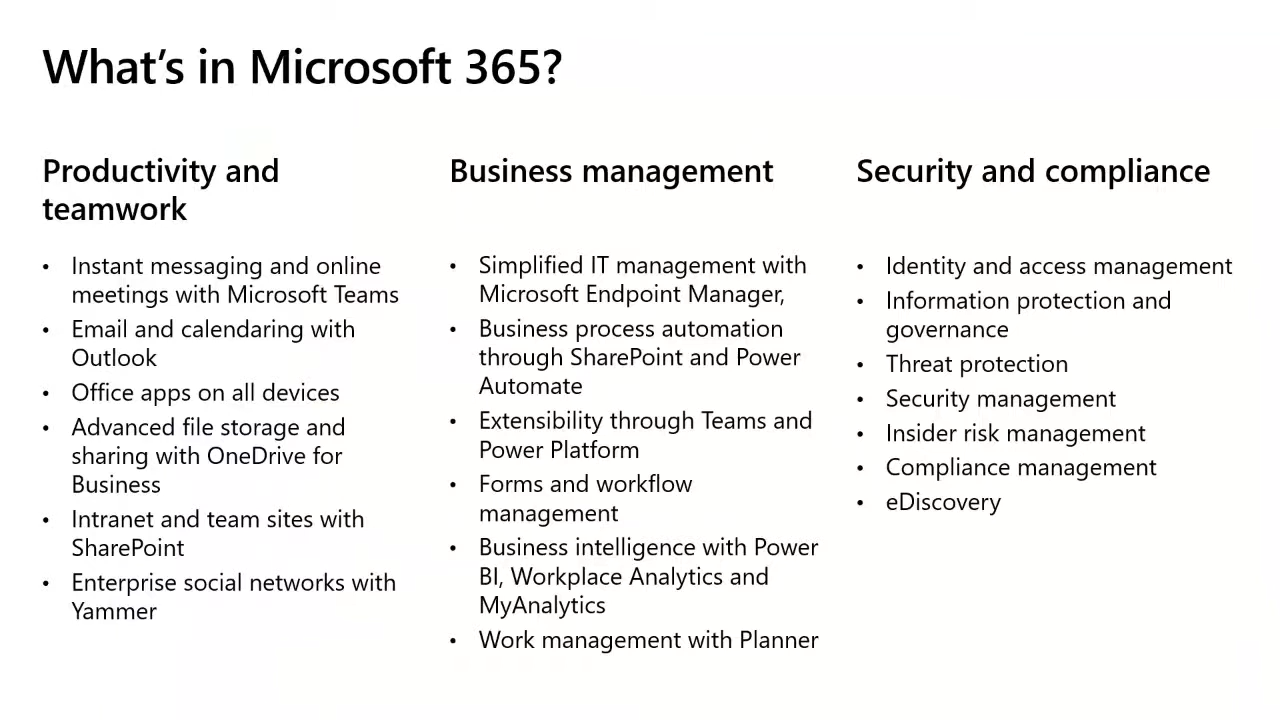 What's in Microsoft 365?
Productivity and
teamwork
• Instant messaging and online
meetings with Microsoft Teams
• Email and calendaring with
Outlook
• Office apps on all devices
• Advanced file storage and
sharing with OneDrive for
Business
• Intranet and team sites with
SharePoint
• Enterprise social networks with
Yammer
Business management
• Simplified IT management with
Microsoft Endpoint Manager,
• Business process automation
through SharePoint and Power
Automate
• Extensibility through Teams and
Power Platform
• Forms and workflow
management
• Business intelligence with Power
BI, Workplace Analytics and
MyAnalytics
• Work management with Planner
Security and compliance
• Identity and access management
• Information protection and
governance
• Threat protection
• Security management
• Insider risk management
• Compliance management
• eDiscovery